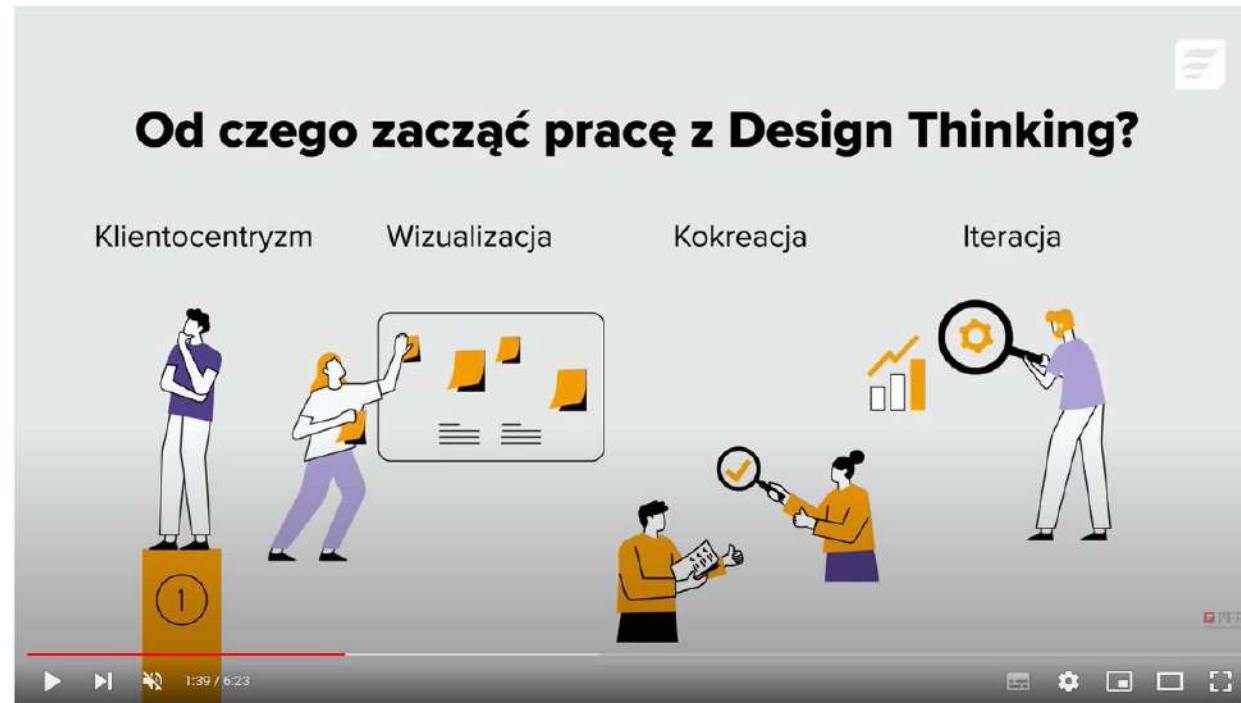 Od czego zacząć pracę z Design Thinking?
Klientocentryzm Wizualizacja Kokreacja Iteracja
1
1:39 / 6:23